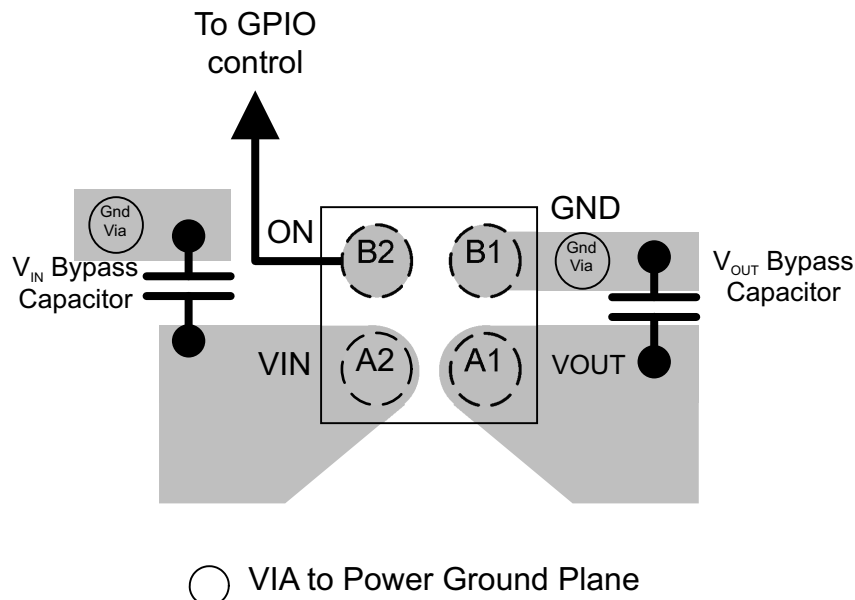 To GPIO
control
Gnd
Via
ON
B2
B1
GND
Gnd
Via
VIN Bypass
Capacitor
VOUT Bypass
Capacitor
VIN
A2
A1
VOUT
VIA to Power Ground Plane